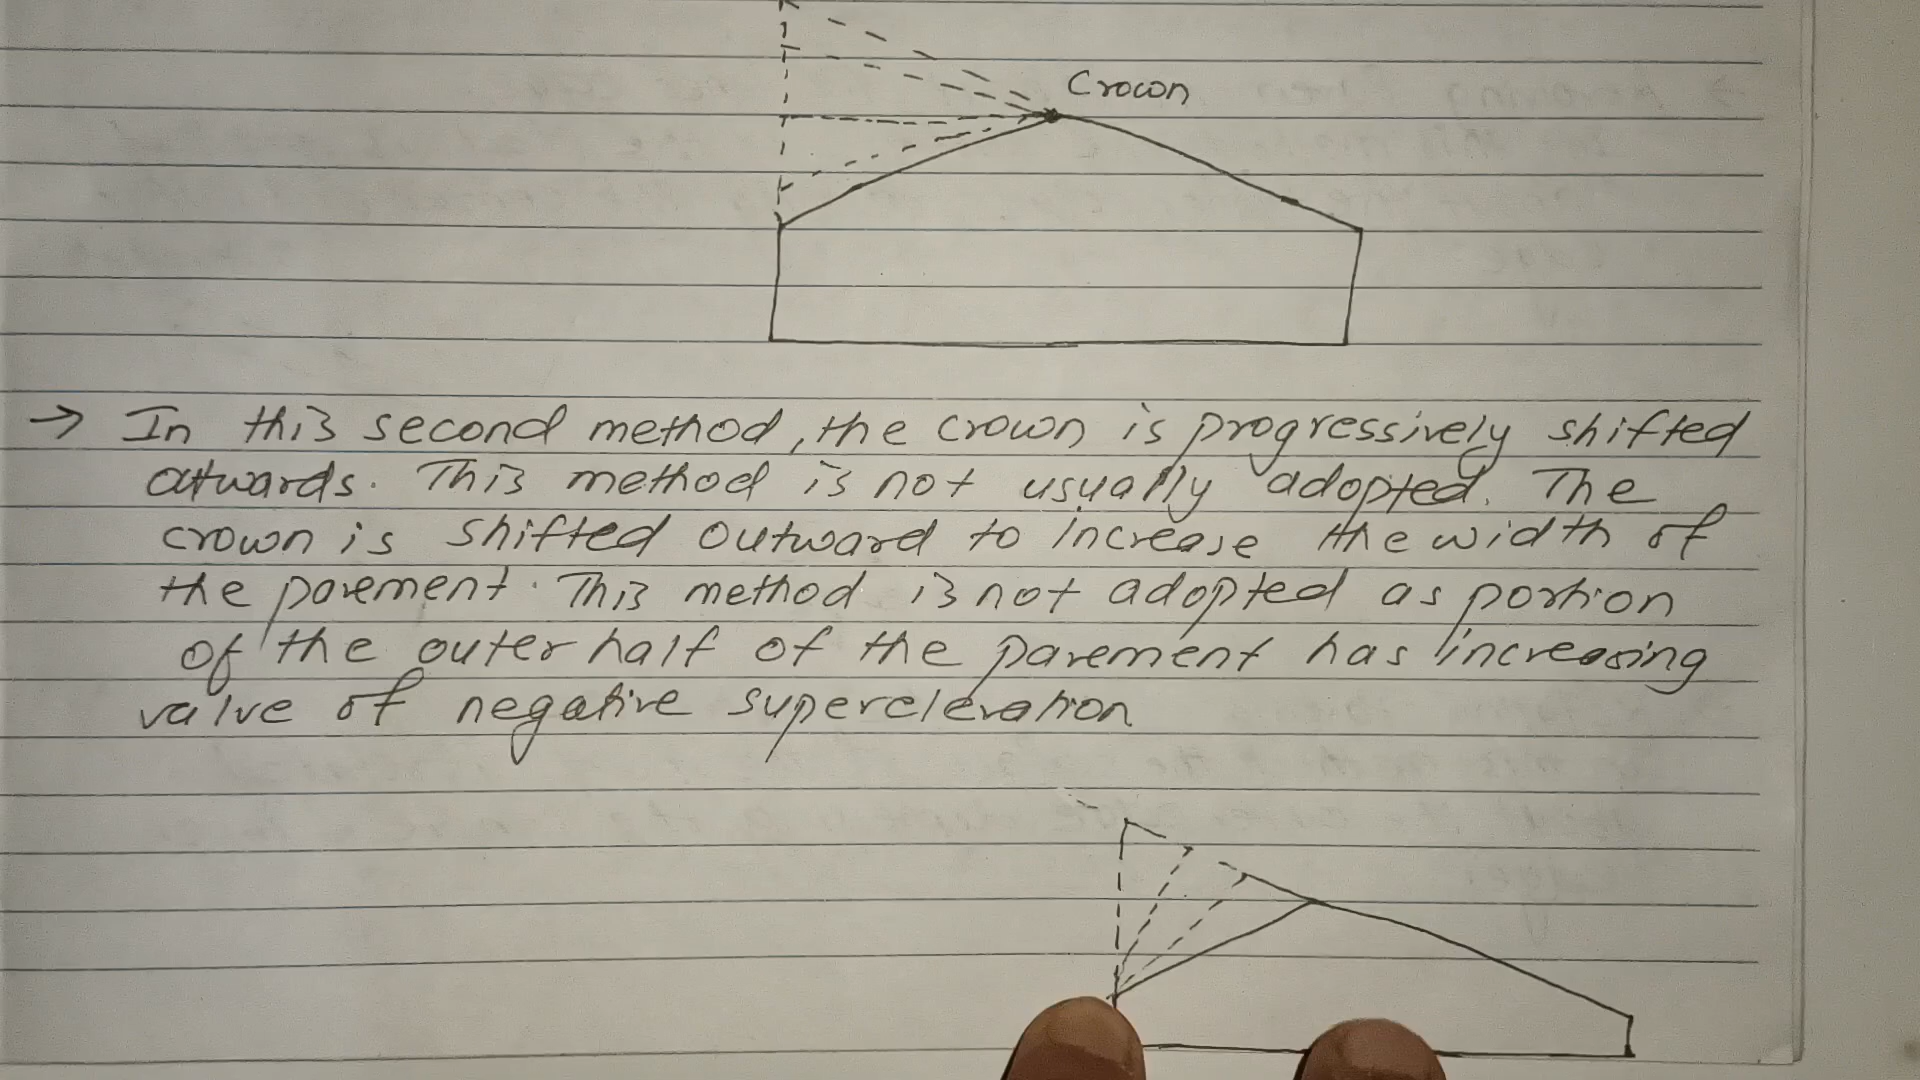 Crown
→ In this second method, the crown is progressively shifted
outwards. This method is not usually adopted. The
crown is shifted outward to increase the width of
the pavement. This method is not adopted as portion
of the outer half of the pavement has increasing
value of negative superelevation